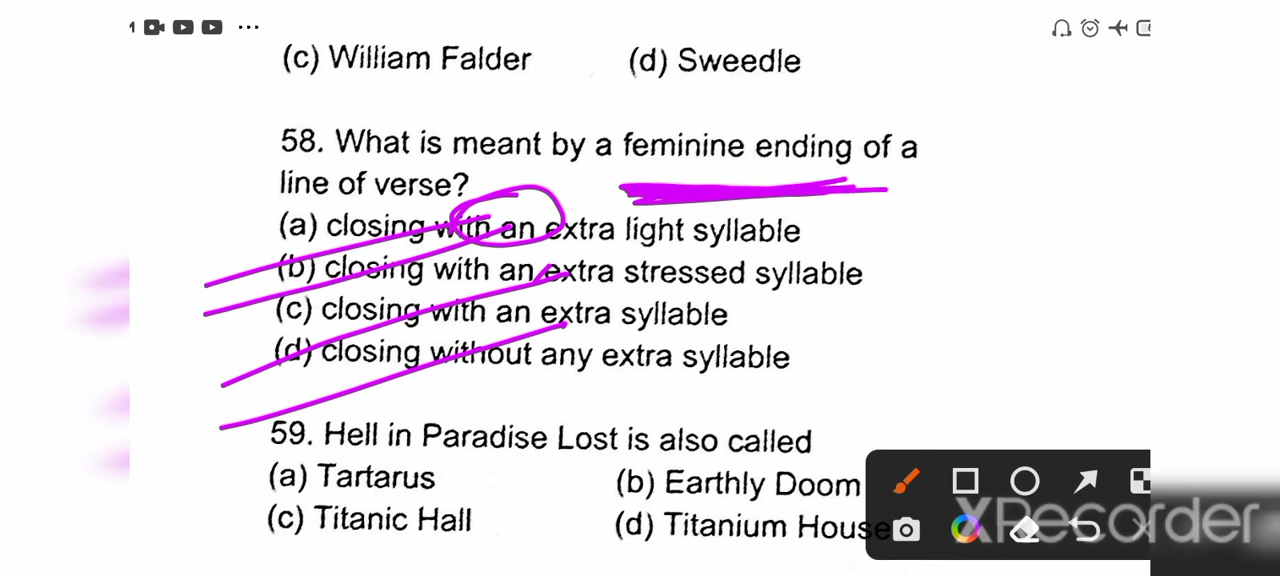 (c) William Falder (d) Sweedle
58. What is meant by a feminine ending of a
line of verse?
(a) closing with an extra light syllable
(b) closing with an extra stressed syllable
(c) closing with an extra syllable
(d) closing without any extra syllable
59. Hell in Paradise Lost is also called
(a) Tartarus (b) Earthly Doom
(c) Titanic Hall (d) Titanium House
XRecorder